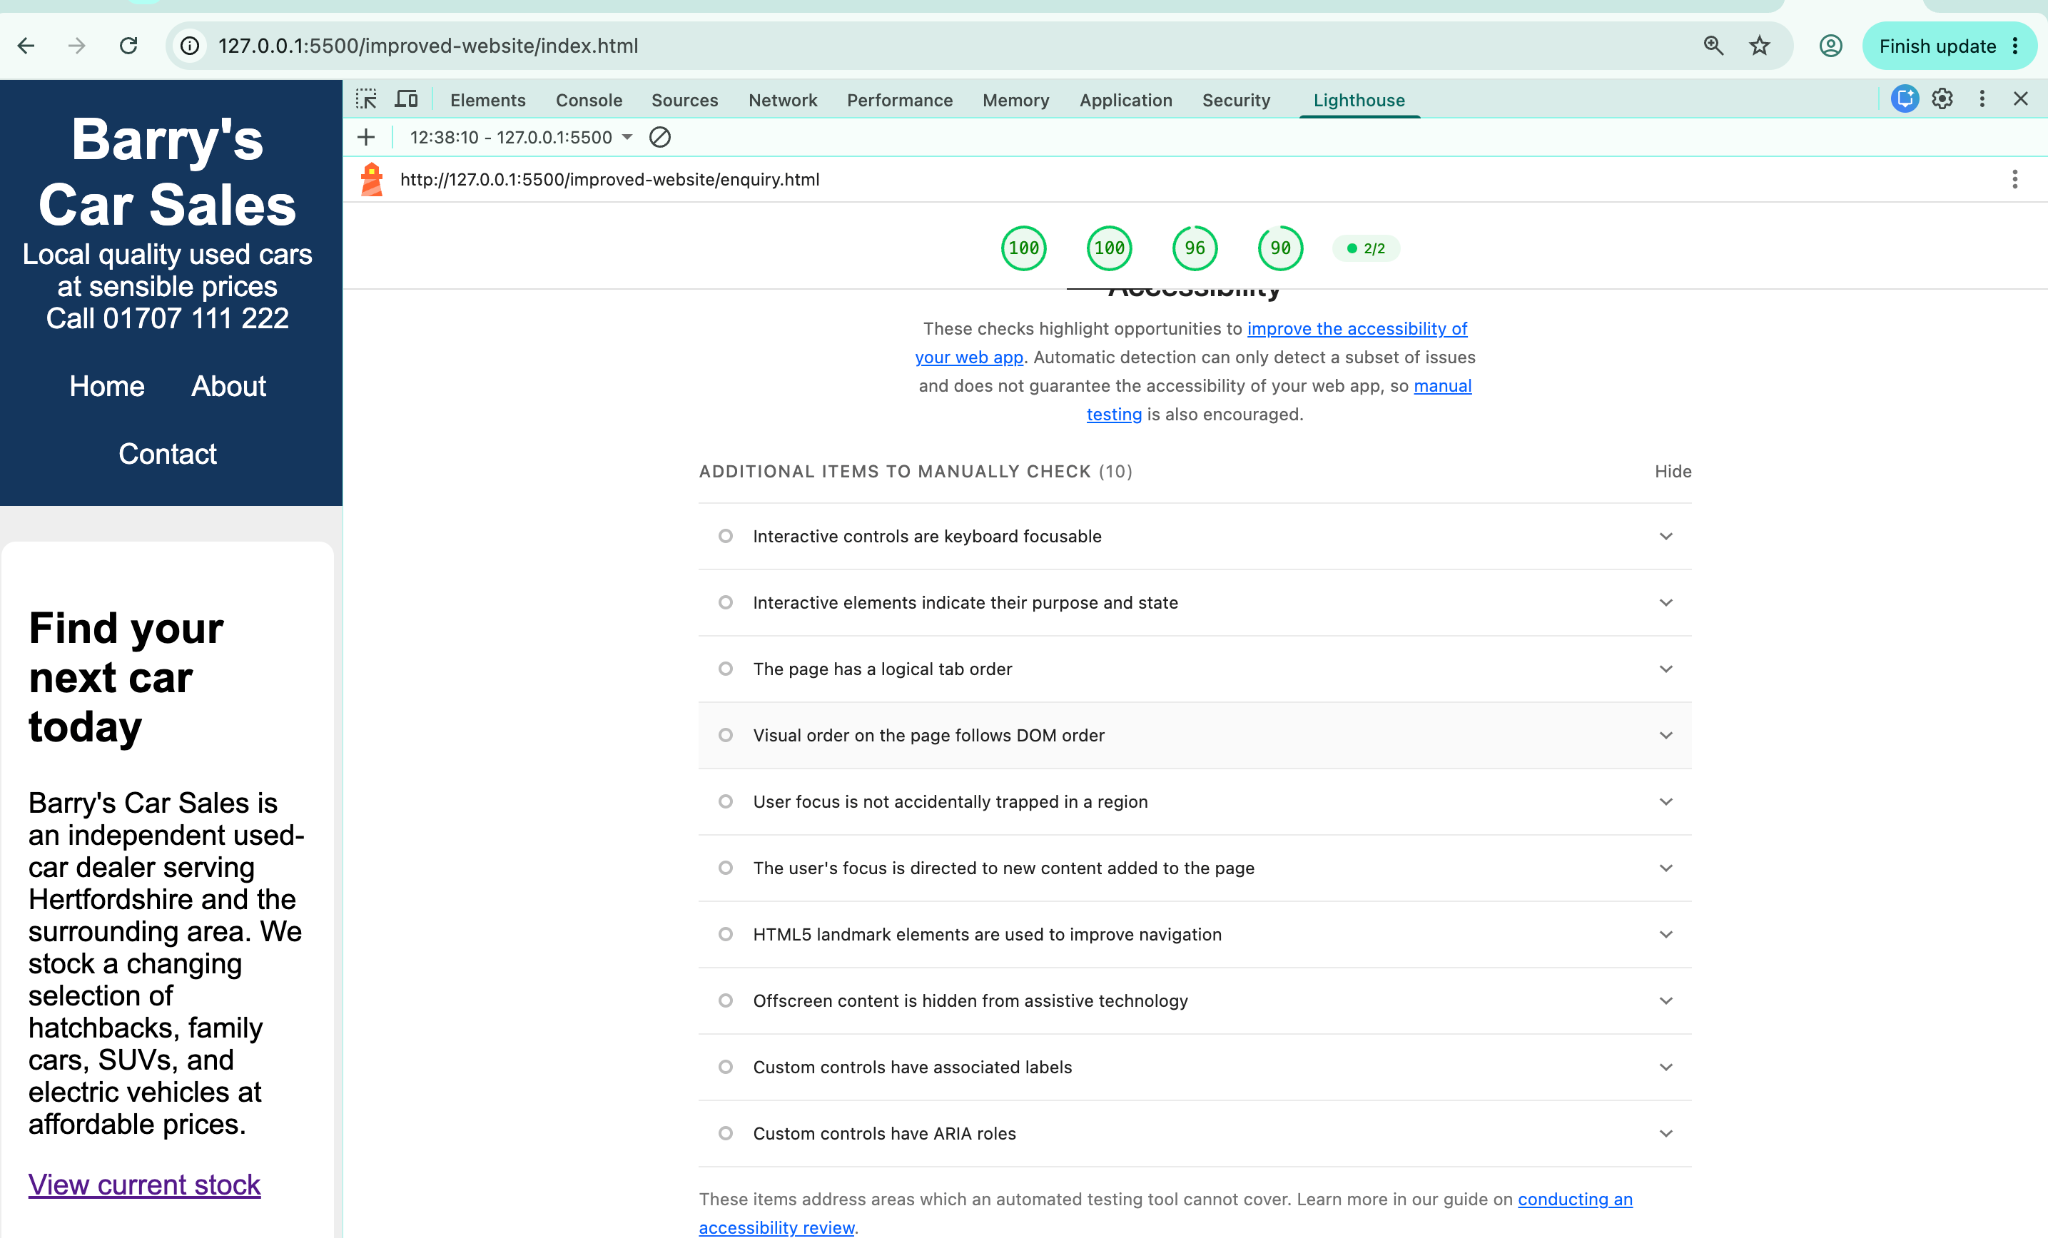 127.0.0.1:5500/improved-website/index.html
Finish update
Elements Console Sources Network Performance Memory Application Security Lighthouse
12:38:10 - 127.0.0.1:5500
http://127.0.0.1:5500/improved-website/enquiry.html
100 100 96 90 2/2
Barry's
Car Sales
Local quality used cars
at sensible prices
Call 01707 111 222
Home About
Contact
Find your
next car
today
Barry's Car Sales is
an independent used-
car dealer serving
Hertfordshire and the
surrounding area. We
stock a changing
selection of
hatchbacks, family
cars, SUVs, and
electric vehicles at
affordable prices.
View current stock
Accessibility
These checks highlight opportunities to improve the accessibility of
your web app. Automatic detection can only detect a subset of issues
and does not guarantee the accessibility of your web app, so manual
testing is also encouraged.
ADDITIONAL ITEMS TO MANUALLY CHECK (10) Hide
Interactive controls are keyboard focusable
Interactive elements indicate their purpose and state
The page has a logical tab order
Visual order on the page follows DOM order
User focus is not accidentally trapped in a region
The user's focus is directed to new content added to the page
HTML5 landmark elements are used to improve navigation
Offscreen content is hidden from assistive technology
Custom controls have associated labels
Custom controls have ARIA roles
These items address areas which an automated testing tool cannot cover. Learn more in our guide on conducting an
accessibility review.